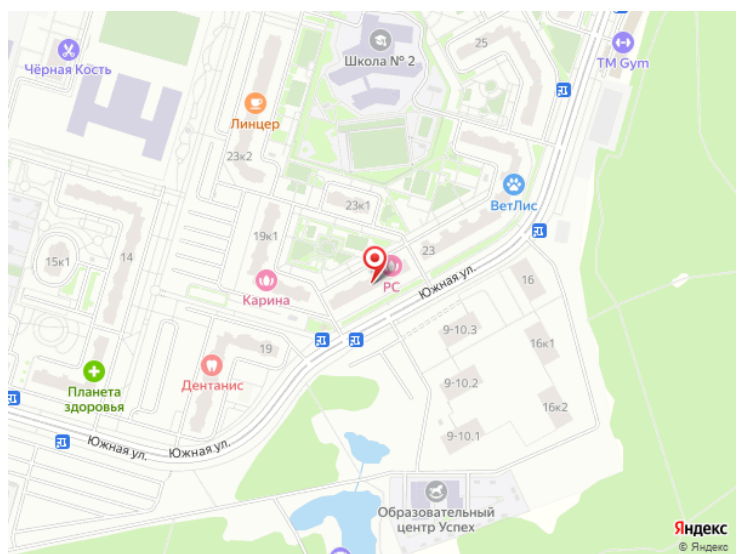 25
TM Gym
Школа № 2
Чёрная Кость
Линцер
23к2
23к1
ВетЛис
19к1
23
15к1
14
РС
Карина
Южная ул.
16
9-10.3
16к1
19
Дентанис
9-10.2
Планета
здоровья
16к2
9-10.1
Южная ул.
Южная ул.
Образовательный
центр Успех
Яндекс
© Яндекс